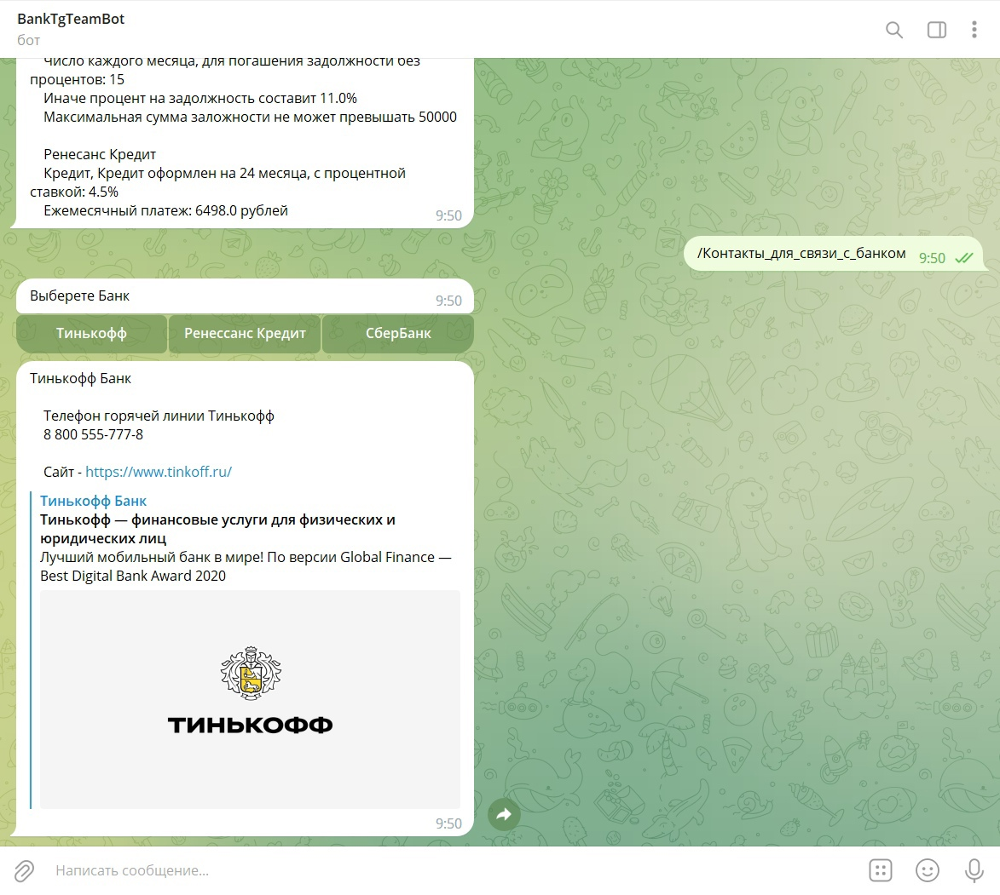 BankTgTeamBot
бот
Число каждого месяца, для погашения задолжности без
процентов: 15
Иначе процент на задолжность составит 11.0%
Максимальная сумма заложности не может превышать 50000
Ренесанс Кредит
Кредит, Кредит оформлен на 24 месяца, с процентной
ставкой: 4.5%
Ежемесячный платеж: 6498.0 рублей
9:50
/Контакты_для_связи_с_банком
9:50
Выберете Банк
9:50
Тинькофф
Ренессанс Кредит
СберБанк
Тинькофф Банк
Телефон горячей линии Тинькофф
8 800 555-777-8
Сайт - https://www.tinkoff.ru/
Тинькофф Банк
Тинькофф — финансовые услуги для физических и
юридических лиц
Лучший мобильный банк в мире! По версии Global Finance —
Best Digital Bank Award 2020
ТИНЬКОФФ
9:50
Написать сообщение...